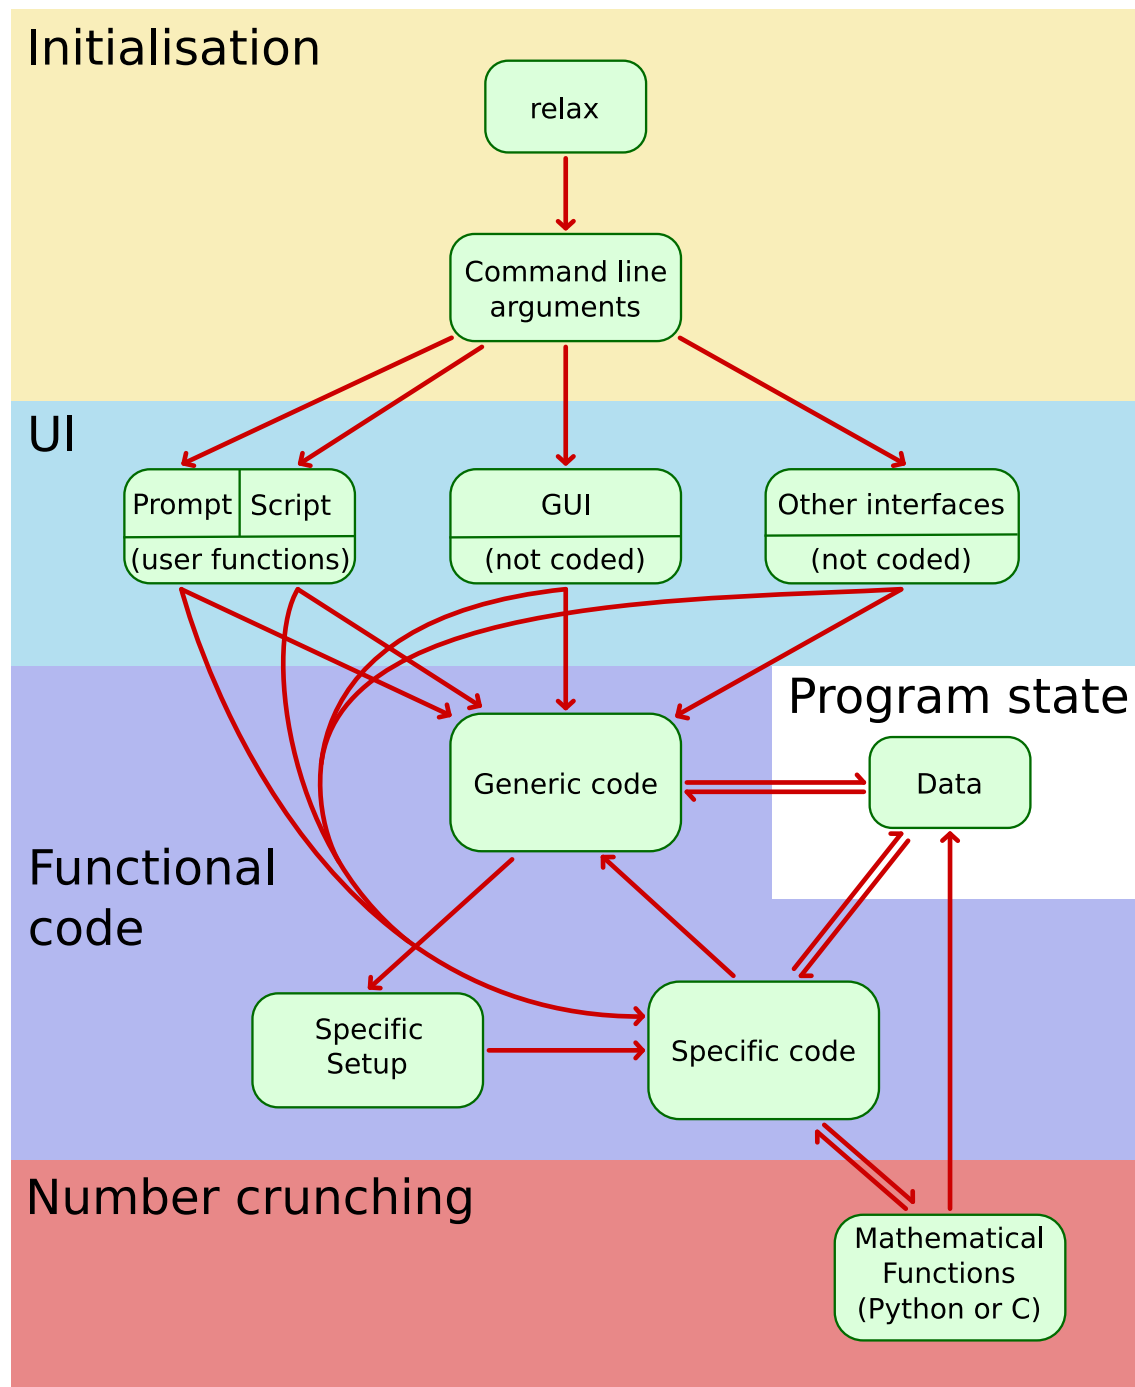 Initialisation
relax
Command line
arguments
UI
Prompt
Script
(user functions)
GUI
(not coded)
Other interfaces
(not coded)
Program state
Data
Generic code
Functional
code
Specific
Setup
Specific code
Number crunching
Mathematical
Functions
(Python or C)